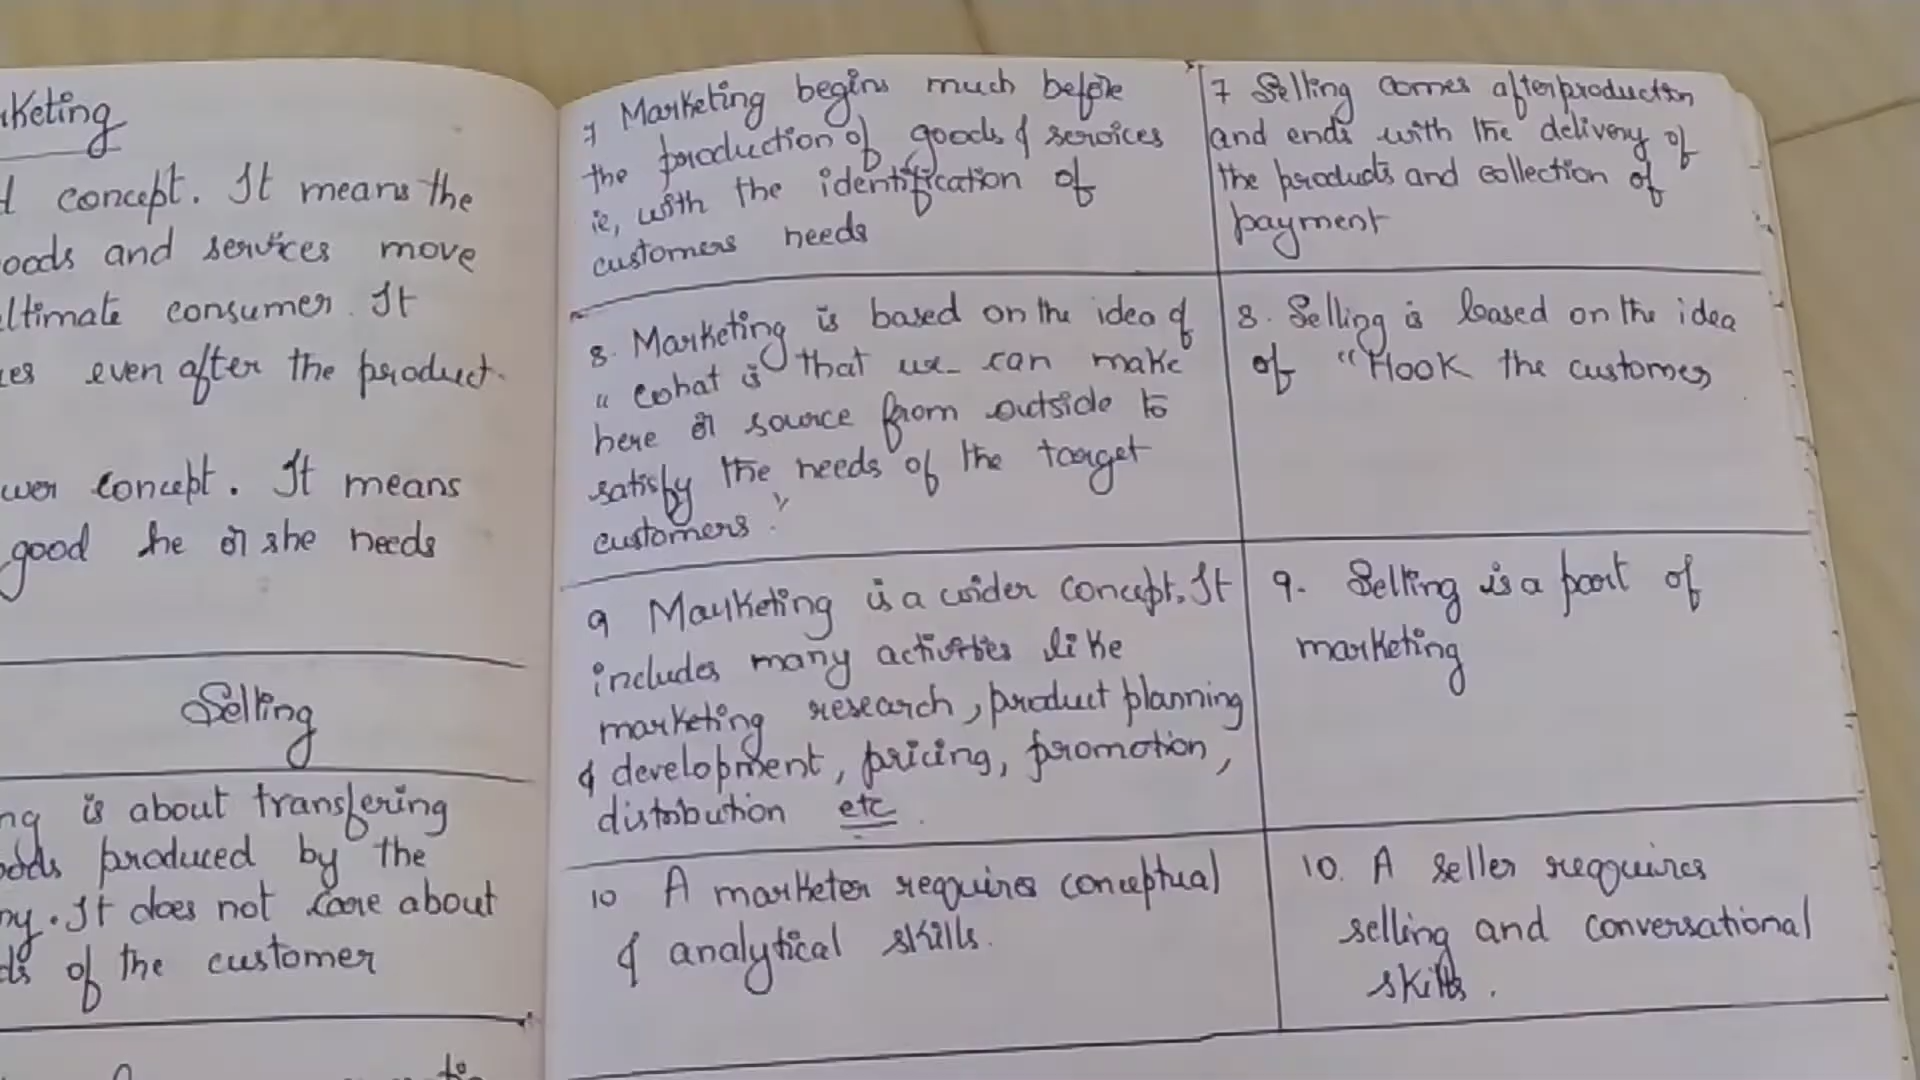 keting
concept. It means the
oods and services move
ltimate consumer. It
es even after the product.
wer concept. It means
good he or she needs
Selling
ng is about transfering
oods produced by the
ny. It does not care about
ds of the customer
7 Marketing begins much before
the production of goods & services
ie, with the identification of
customers needs
8. Marketing is based on the idea of
"what is that we can make
here or source from outside to
satisfy the needs of the target
customers."
9 Marketing is a wider concept. It
includes many activities like
marketing research, product planning
& development, pricing, promotion,
distribution etc.
10 A marketer requires conceptual
& analytical skills.
7 Selling comes after production
and ends with the delivery of
the products and collection of
payment
8. Selling is based on the idea
of "Hook the customer,
9. Selling is a part of
marketing
10. A seller requires
selling and conversational
skills.